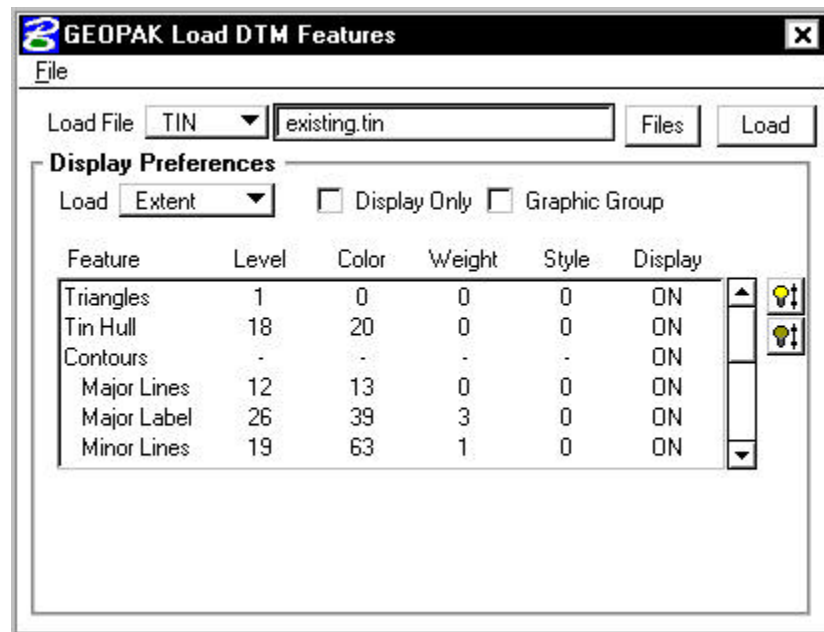 GEOPAK Load DTM Features
File
Load File TIN existing.tin Files Load
Display Preferences
Load Extent Display Only Graphic Group
Feature Level Color Weight Style Display
Triangles 1 0 0 0 ON
Tin Hull 18 20 0 0 ON
Contours - - - - ON
Major Lines 12 13 0 0 ON
Major Label 26 39 3 0 ON
Minor Lines 19 63 1 0 ON